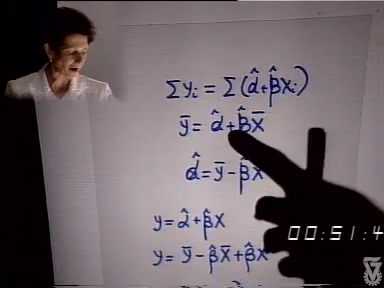 Σyᵢ = Σ(α̂+β̂xᵢ)
ȳ = α̂+β̂x̄
α̂ = ȳ-β̂x̄
y = α̂+β̂x
y = ȳ-β̂x̄+β̂x
00:51:4